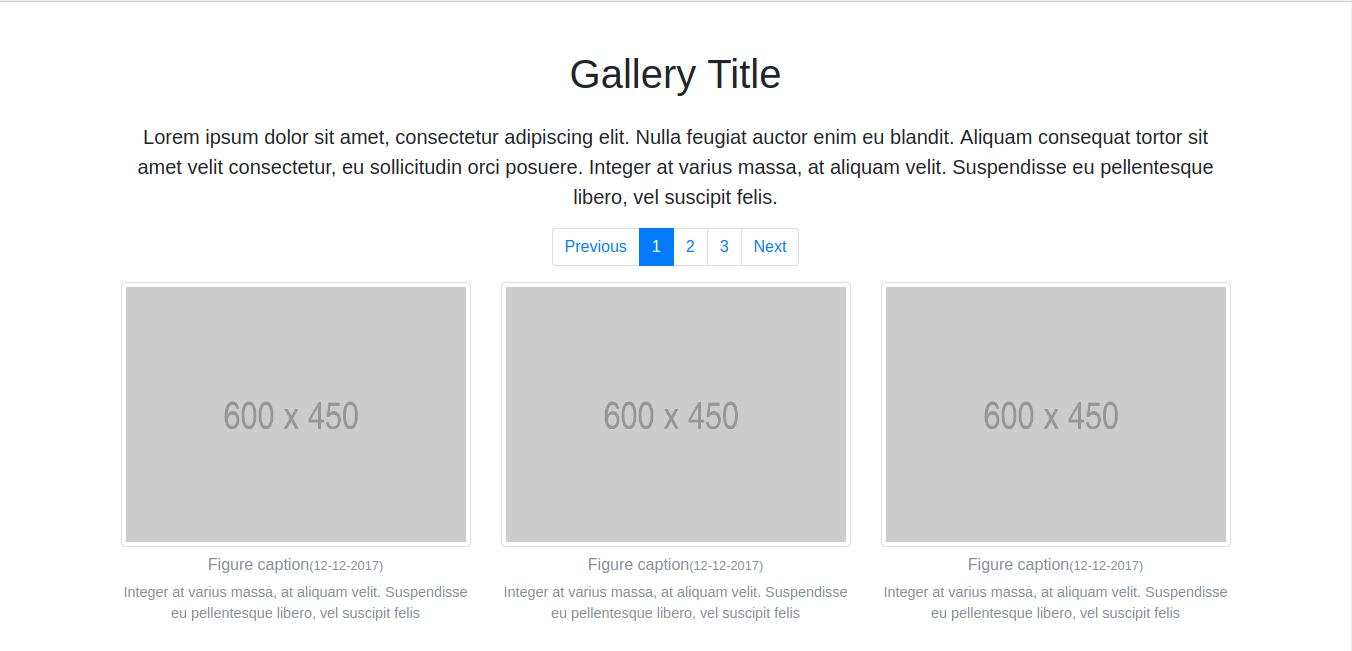 Gallery Title
Lorem ipsum dolor sit amet, consectetur adipiscing elit. Nulla feugiat auctor enim eu blandit. Aliquam consequat tortor sit
amet velit consectetur, eu sollicitudin orci posuere. Integer at varius massa, at aliquam velit. Suspendisse eu pellentesque
libero, vel suscipit felis.
Previous 1 2 3 Next
600 x 450
600 x 450
600 x 450
Figure caption(12-12-2017)
Integer at varius massa, at aliquam velit. Suspendisse
eu pellentesque libero, vel suscipit felis
Figure caption(12-12-2017)
Integer at varius massa, at aliquam velit. Suspendisse
eu pellentesque libero, vel suscipit felis
Figure caption(12-12-2017)
Integer at varius massa, at aliquam velit. Suspendisse
eu pellentesque libero, vel suscipit felis